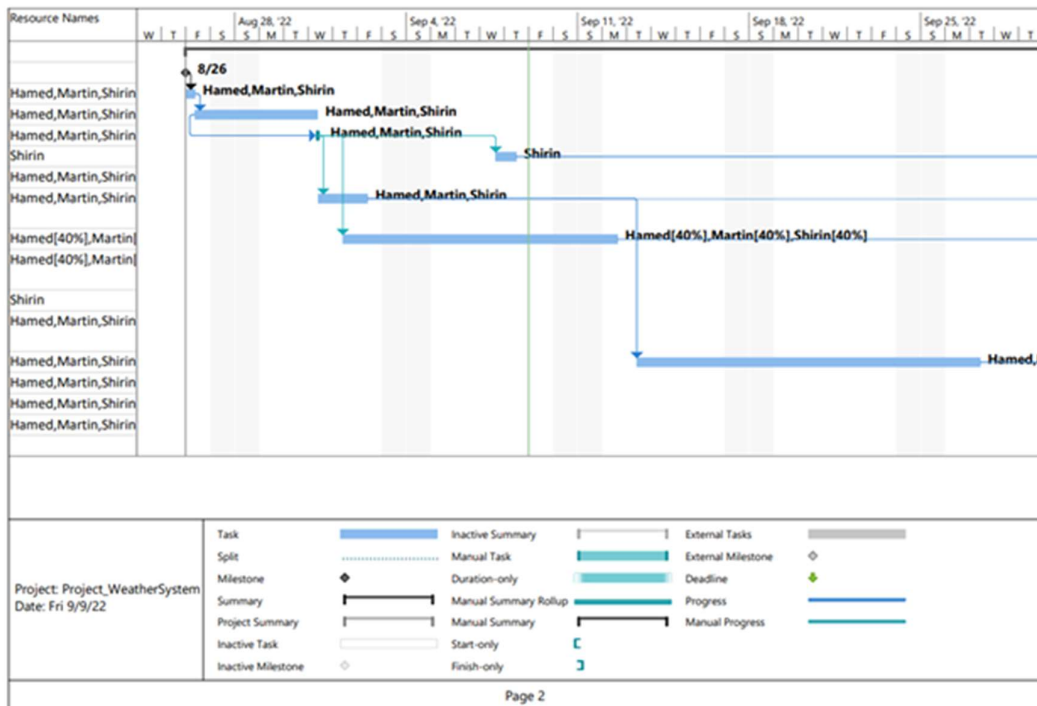 Resource Names
Aug 28, '22 Sep 4, '22 Sep 11, '22 Sep 18, '22 Sep 25, '22
W T F S S M T W T F S S M T W T F S S M T W T F S S M T W T F S S M T W T
8/26
Hamed,Martin,Shirin Hamed,Martin,Shirin
Hamed,Martin,Shirin Hamed,Martin,Shirin
Hamed,Martin,Shirin Hamed,Martin,Shirin
Shirin Shirin
Hamed,Martin,Shirin
Hamed,Martin,Shirin Hamed,Martin,Shirin
Hamed[40%],Martin[ Hamed[40%],Martin[40%],Shirin[40%]
Hamed[40%],Martin[
Shirin
Hamed,Martin,Shirin
Hamed,Martin,Shirin Hamed,
Hamed,Martin,Shirin
Hamed,Martin,Shirin
Hamed,Martin,Shirin
Project: Project_WeatherSystem
Date: Fri 9/9/22
Task Inactive Summary External Tasks
Split Manual Task External Milestone
Milestone Duration-only Deadline
Summary Manual Summary Rollup Progress
Project Summary Manual Summary Manual Progress
Inactive Task Start-only
Inactive Milestone Finish-only
Page 2